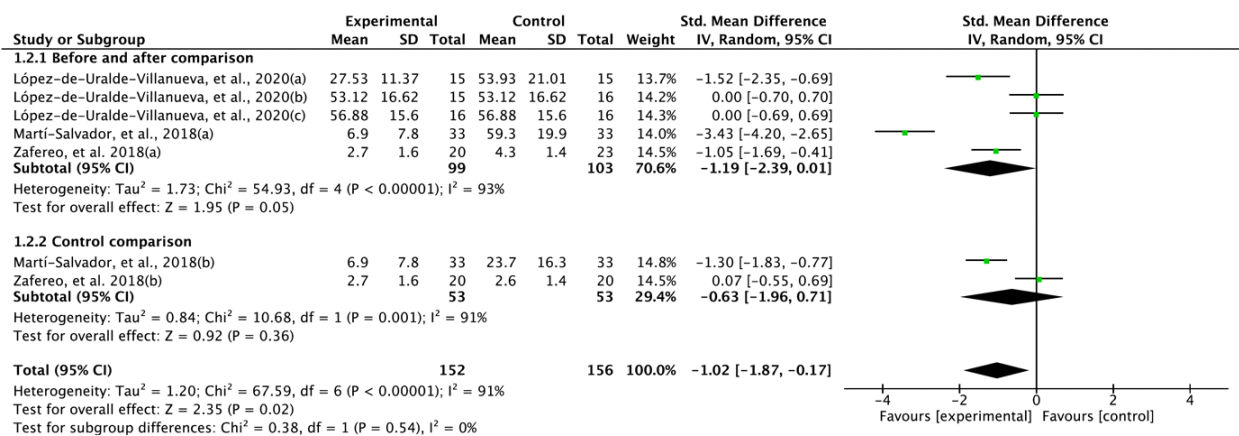 Experimental Control Std. Mean Difference Std. Mean Difference
Study or Subgroup Mean SD Total Mean SD Total Weight IV, Random, 95% CI IV, Random, 95% CI
1.2.1 Before and after comparison
López-de-Uralde-Villanueva, et al., 2020(a) 27.53 11.37 15 53.93 21.01 15 13.7% -1.52 [-2.35, -0.69]
López-de-Uralde-Villanueva, et al., 2020(b) 53.12 16.62 15 53.12 16.62 16 14.2% 0.00 [-0.70, 0.70]
López-de-Uralde-Villanueva, et al., 2020(c) 56.88 15.6 16 56.88 15.6 16 14.3% 0.00 [-0.69, 0.69]
Martí-Salvador, et al., 2018(a) 6.9 7.8 33 59.3 19.9 33 14.0% -3.43 [-4.20, -2.65]
Zafereo, et al. 2018(a) 2.7 1.6 20 4.3 1.4 23 14.5% -1.05 [-1.69, -0.41]
Subtotal (95% CI) 99 103 70.6% -1.19 [-2.39, 0.01]
Heterogeneity: Tau² = 1.73; Chi² = 54.93, df = 4 (P < 0.00001); I² = 93%
Test for overall effect: Z = 1.95 (P = 0.05)
1.2.2 Control comparison
Martí-Salvador, et al., 2018(b) 6.9 7.8 33 23.7 16.3 33 14.8% -1.30 [-1.83, -0.77]
Zafereo, et al. 2018(b) 2.7 1.6 20 2.6 1.4 20 14.5% 0.07 [-0.55, 0.69]
Subtotal (95% CI) 53 53 29.4% -0.63 [-1.96, 0.71]
Heterogeneity: Tau² = 0.84; Chi² = 10.68, df = 1 (P = 0.001); I² = 91%
Test for overall effect: Z = 0.92 (P = 0.36)
Total (95% CI) 152 156 100.0% -1.02 [-1.87, -0.17]
Heterogeneity: Tau² = 1.20; Chi² = 67.59, df = 6 (P < 0.00001); I² = 91%
Test for overall effect: Z = 2.35 (P = 0.02)
Test for subgroup differences: Chi² = 0.38, df = 1 (P = 0.54), I² = 0%
-4 -2 0 2 4
Favours [experimental] Favours [control]